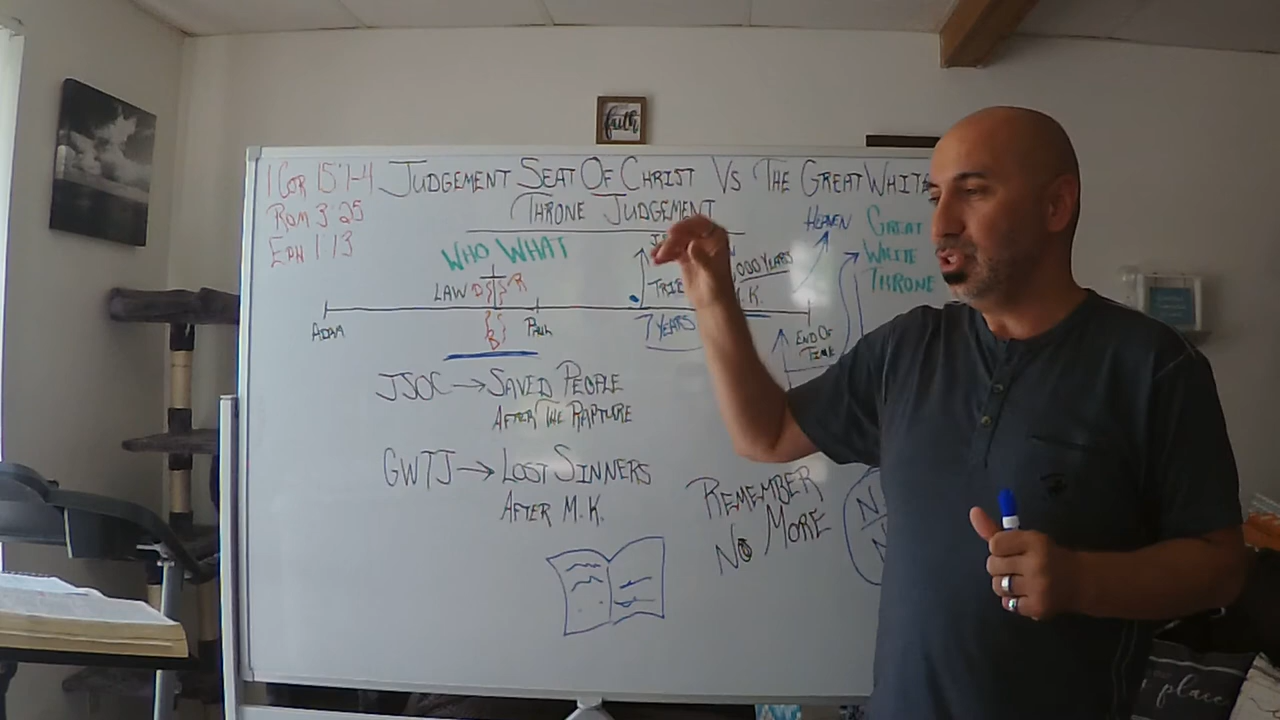 faith
1 COR 15:1-4
ROM 3:25
EPH 1:13
JUDGEMENT SEAT OF CHRIST VS THE GREAT WHITE
THRONE JUDGEMENT
WHO WHAT
HEAVEN
GREAT
WHITE
THRONE
,000 YEARS
LAW D R
TRIB
M.K.
ADAM
B
PAUL
7 YEARS
END OF
TIME
JSOC → SAVED PEOPLE
AFTER THE RAPTURE
GWTJ → LOST SINNERS
AFTER M.K.
REMEMBER
NO MORE
N
N
place